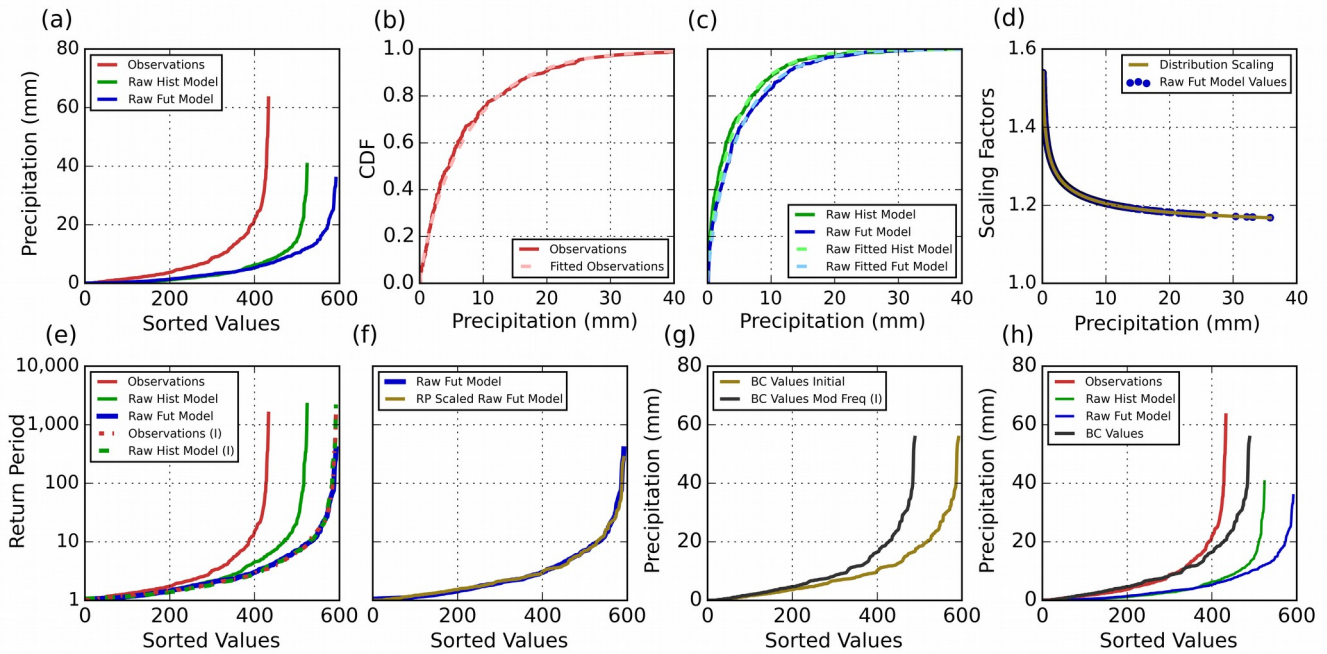 (a)
80
60
40
20
0
Precipitation (mm)
Observations
Raw Hist Model
Raw Fut Model
0 200 400 600
Sorted Values
(b)
1.0
0.8
0.6
0.4
0.2
0.0
CDF
Observations
Fitted Observations
0 10 20 30 40
Precipitation (mm)
(c)
Raw Hist Model
Raw Fut Model
Raw Fitted Hist Model
Raw Fitted Fut Model
0 10 20 30 40
Precipitation (mm)
(d)
1.6
1.4
1.2
1.0
Scaling Factors
Distribution Scaling
Raw Fut Model Values
0 10 20 30 40
Precipitation (mm)
(e)
10,000
1,000
100
10
1
Return Period
Observations
Raw Hist Model
Raw Fut Model
Observations (I)
Raw Hist Model (I)
0 200 400 600
Sorted Values
(f)
Raw Fut Model
RP Scaled Raw Fut Model
0 200 400 600
Sorted Values
(g)
80
60
40
20
0
Precipitation (mm)
BC Values Initial
BC Values Mod Freq (I)
0 200 400 600
Sorted Values
(h)
80
60
40
20
0
Precipitation (mm)
Observations
Raw Hist Model
Raw Fut Model
BC Values
0 200 400 600
Sorted Values